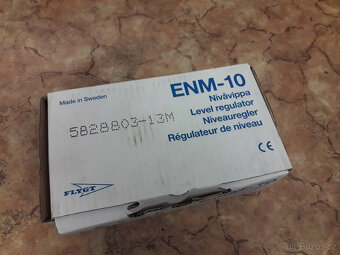 Made in Sweden
ENM-10
Nivåvippa
Level regulator
Niveauregler
Régulateur de niveau
5828803-13M
CE
FLYGT